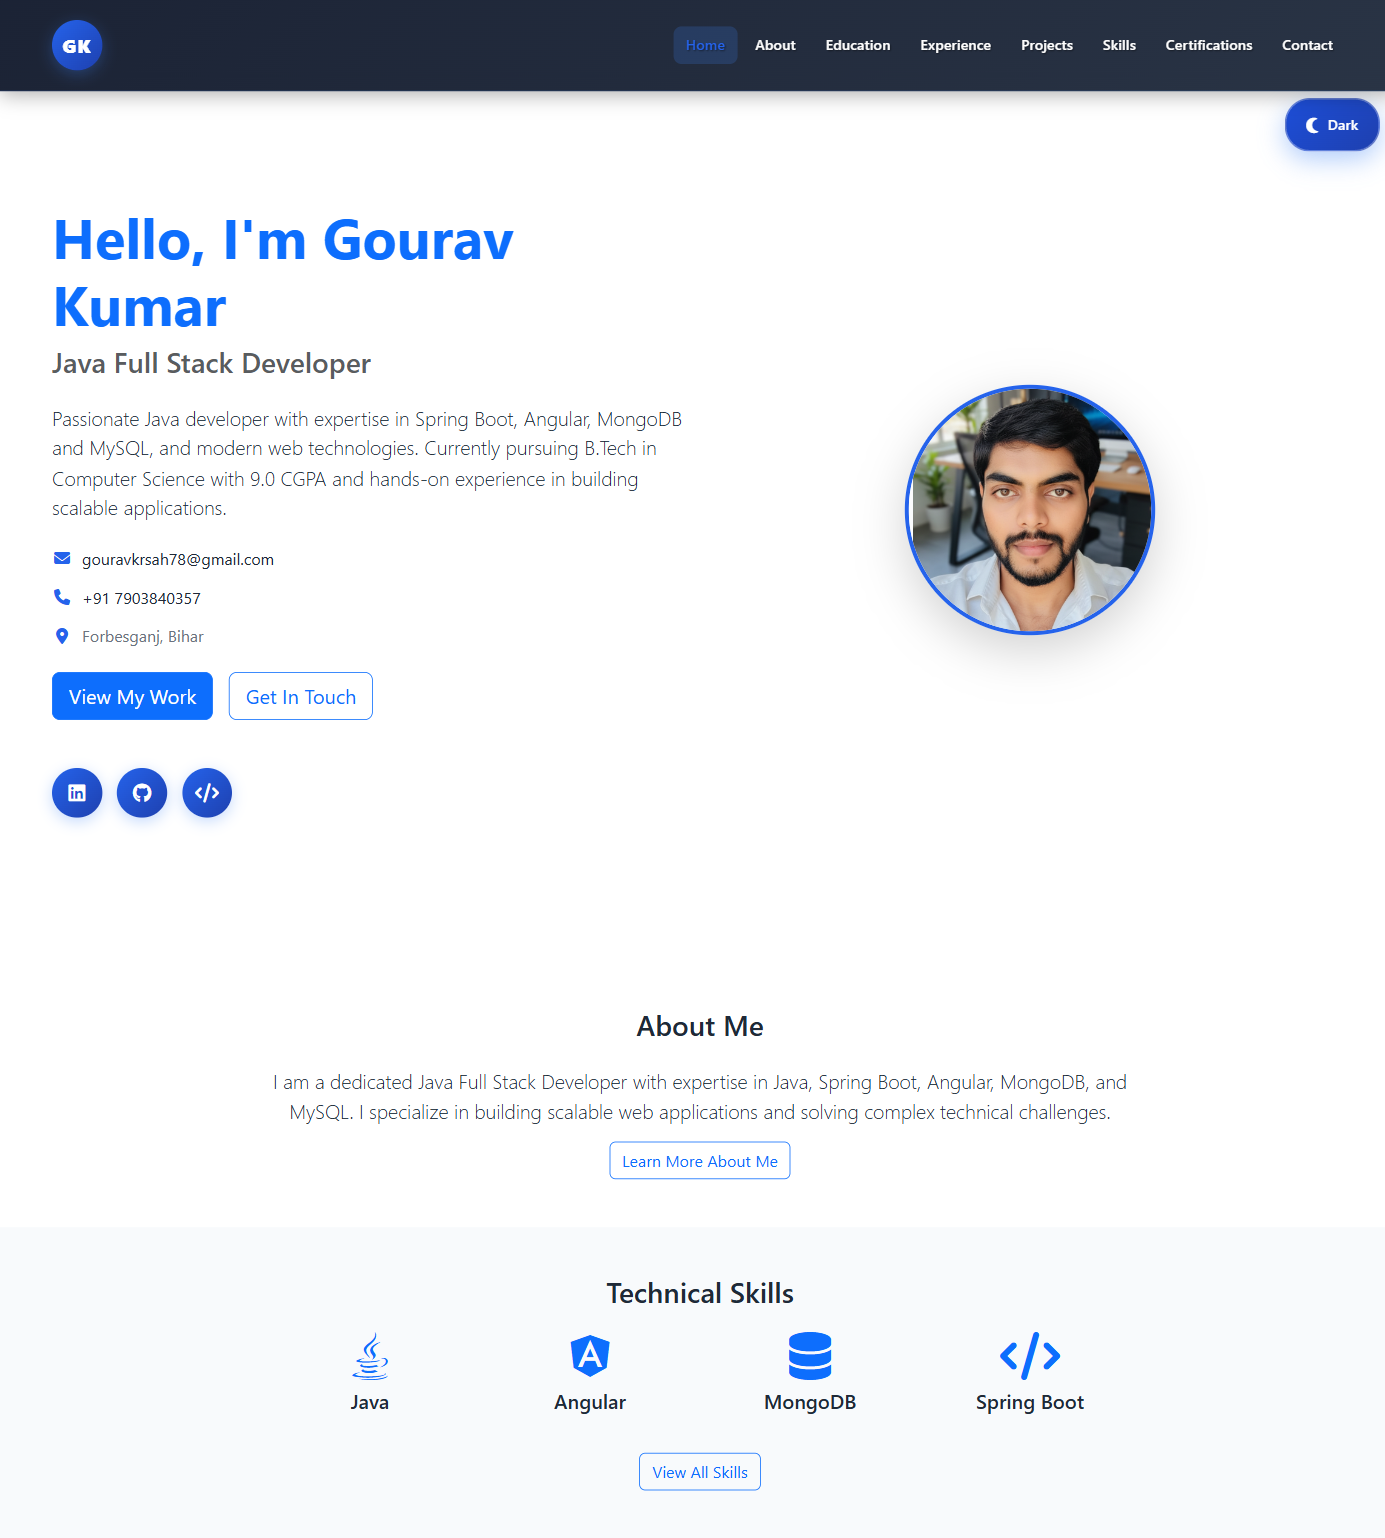 GK
Home
About
Education
Experience
Projects
Skills
Certifications
Contact
Dark
Hello, I'm Gourav
Kumar
Java Full Stack Developer
Passionate Java developer with expertise in Spring Boot, Angular, MongoDB
and MySQL, and modern web technologies. Currently pursuing B.Tech in
Computer Science with 9.0 CGPA and hands-on experience in building
scalable applications.
gouravkrsah78@gmail.com
+91 7903840357
Forbesganj, Bihar
View My Work
Get In Touch
About Me
I am a dedicated Java Full Stack Developer with expertise in Java, Spring Boot, Angular, MongoDB, and
MySQL. I specialize in building scalable web applications and solving complex technical challenges.
Learn More About Me
Technical Skills
Java
Angular
MongoDB
Spring Boot
View All Skills